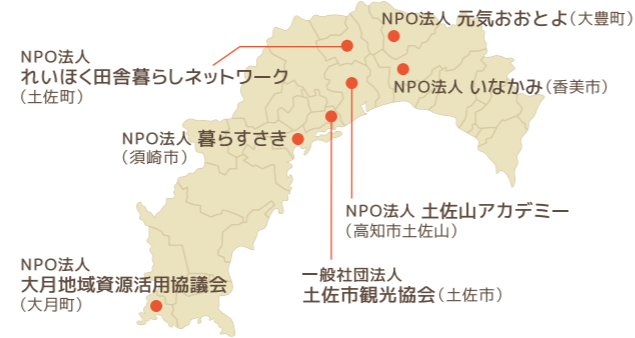 NPO法人 元気おおとよ(大豊町)
NPO法人
れいほく田舎暮らしネットワーク
(土佐町)
NPO法人 いなかみ(香美市)
NPO法人 暮らすさき
(須崎市)
NPO法人 土佐山アカデミー
(高知市土佐山)
NPO法人
大月地域資源活用協議会
(大月町)
一般社団法人
土佐市観光協会(土佐市)